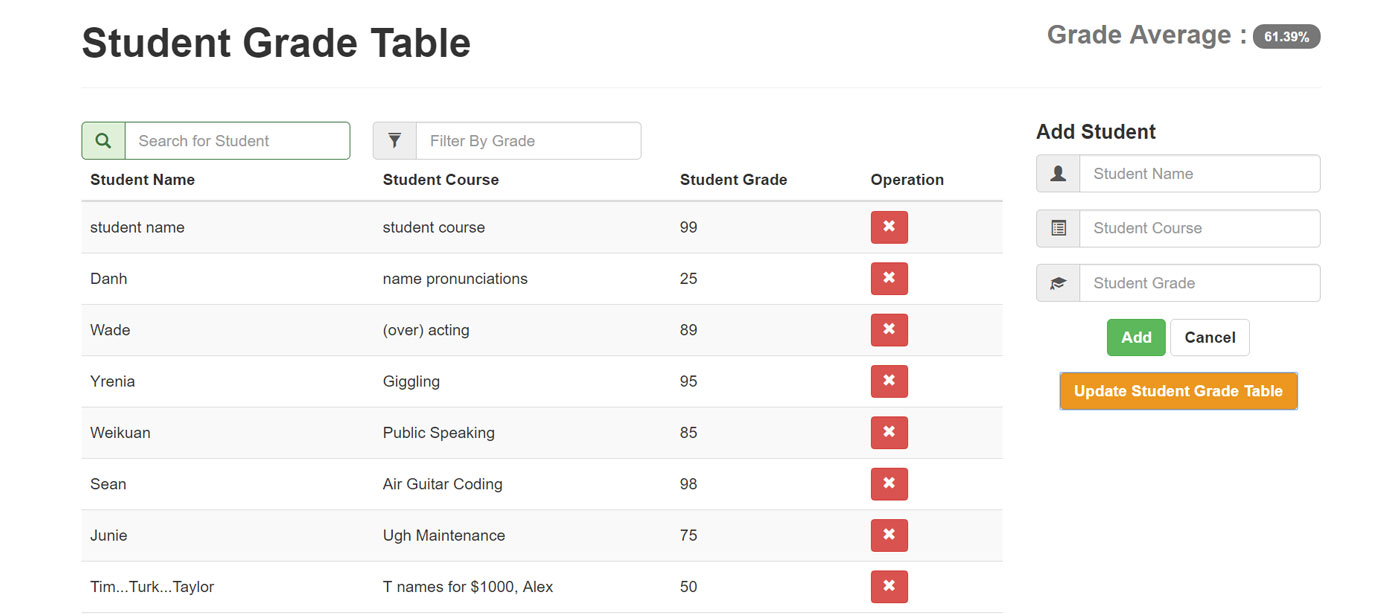 Student Grade Table
Grade Average : 61.39%
Search for Student
Filter By Grade
Student Name Student Course Student Grade Operation
student name student course 99
Danh name pronunciations 25
Wade (over) acting 89
Yrenia Giggling 95
Weikuan Public Speaking 85
Sean Air Guitar Coding 98
Junie Ugh Maintenance 75
Tim...Turk...Taylor T names for $1000, Alex 50
Add Student
Student Name
Student Course
Student Grade
Add Cancel
Update Student Grade Table